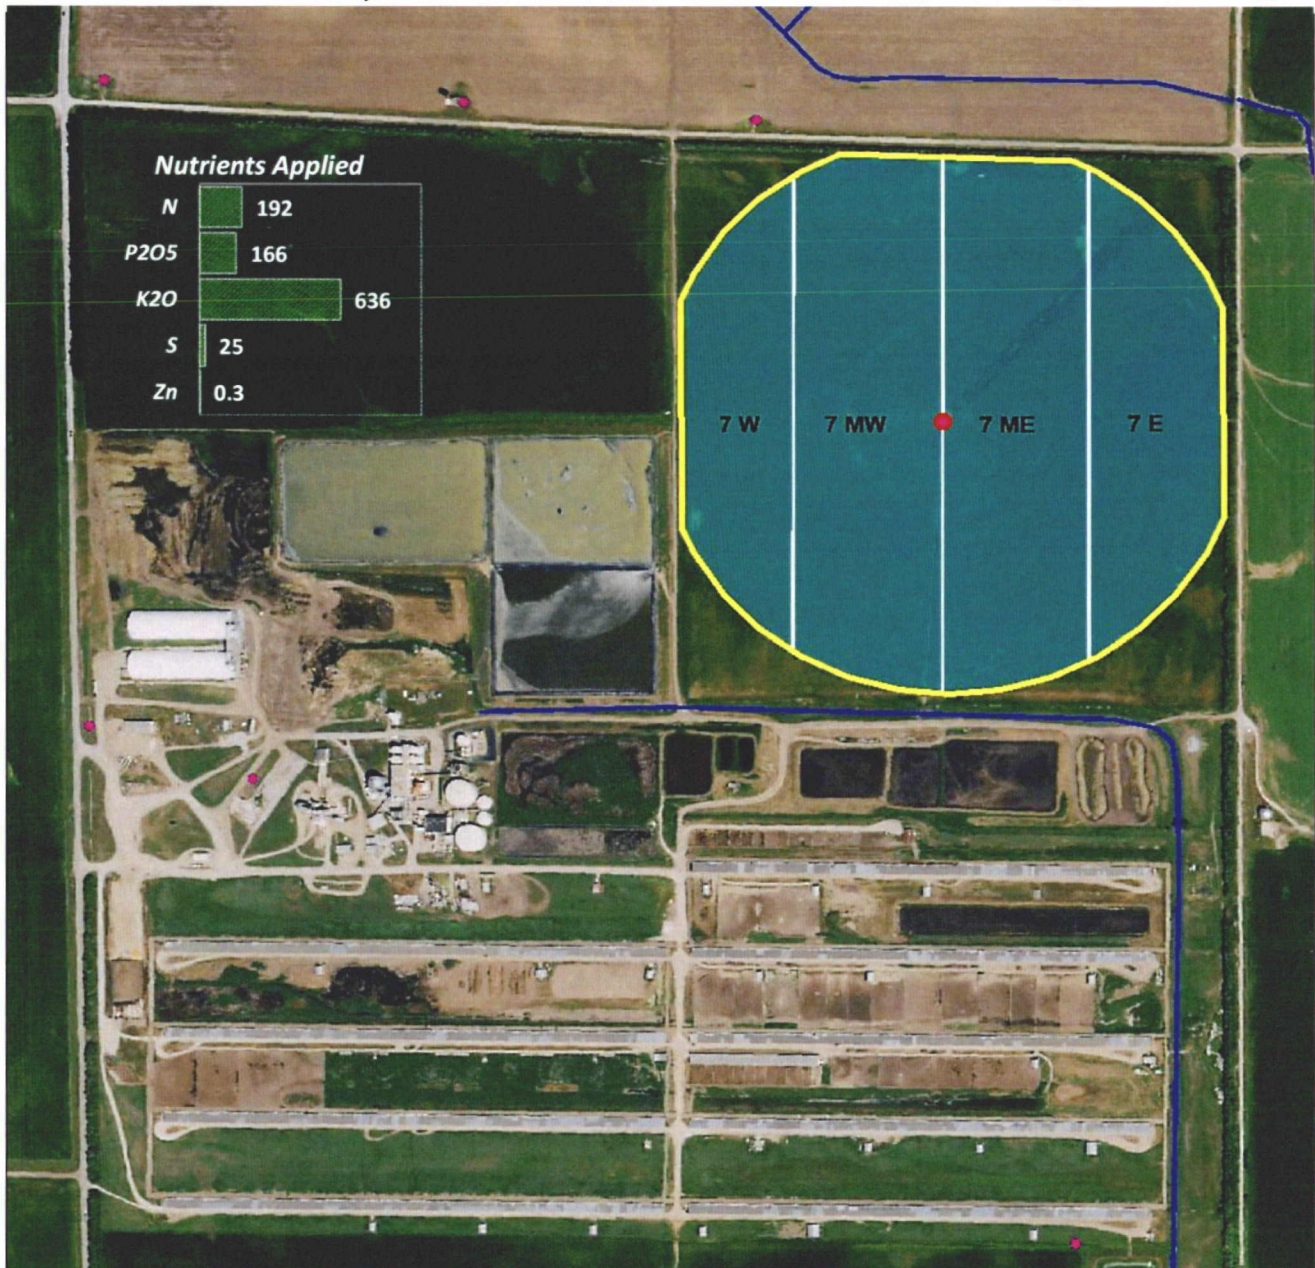 Nutrients Applied
N 192
P2O5 166
K2O 636
S 25
Zn 0.3
7 W 7 MW 7 ME 7 E